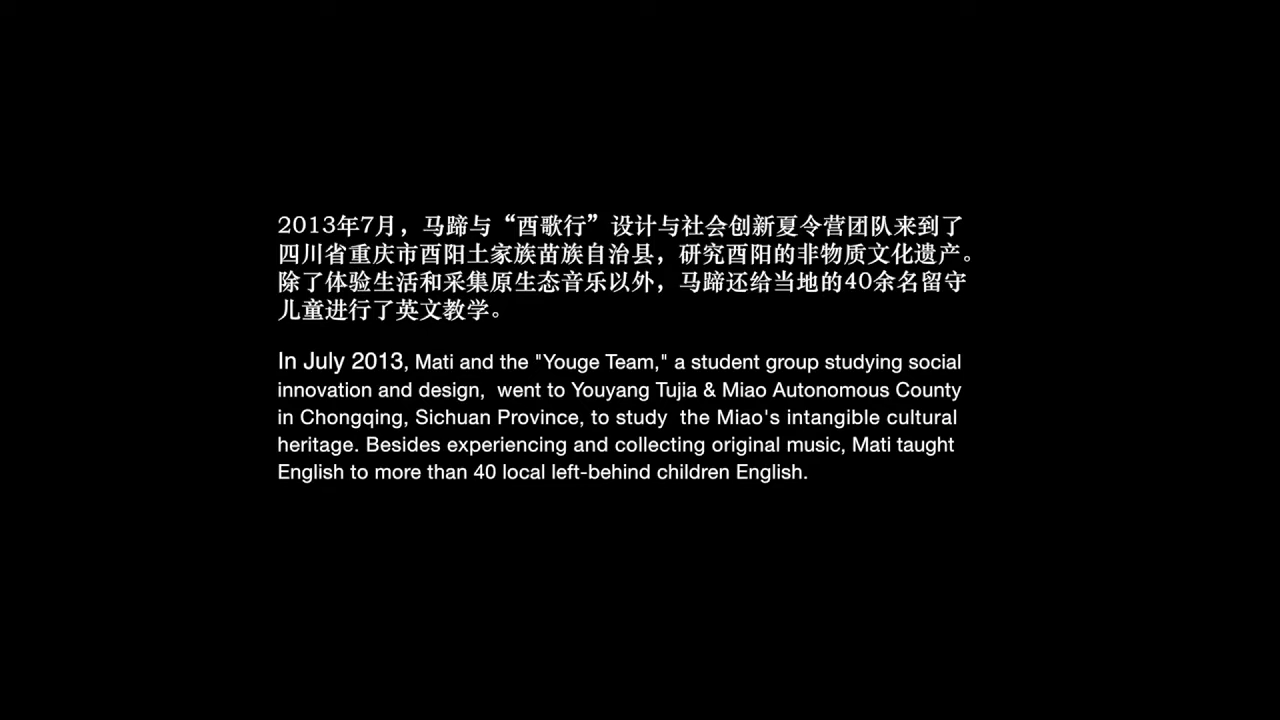 2013年7月，马蹄与“酉歌行”设计与社会创新夏令营团队来到了
四川省重庆市酉阳土家族苗族自治县，研究酉阳的非物质文化遗产。
除了体验生活和采集原生态音乐以外，马蹄还给当地的40余名留守
儿童进行了英文教学。
In July 2013, Mati and the "Youge Team," a student group studying social
innovation and design,  went to Youyang Tujia & Miao Autonomous County
in Chongqing, Sichuan Province, to study  the Miao's intangible cultural
heritage. Besides experiencing and collecting original music, Mati taught
English to more than 40 local left-behind children English.